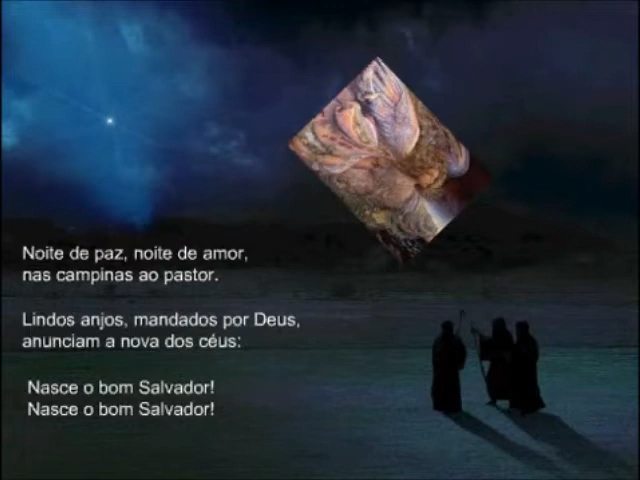 Noite de paz, noite de amor,
nas campinas ao pastor.
Lindos anjos, mandados por Deus,
anunciam a nova dos céus:
Nasce o bom Salvador!
Nasce o bom Salvador!